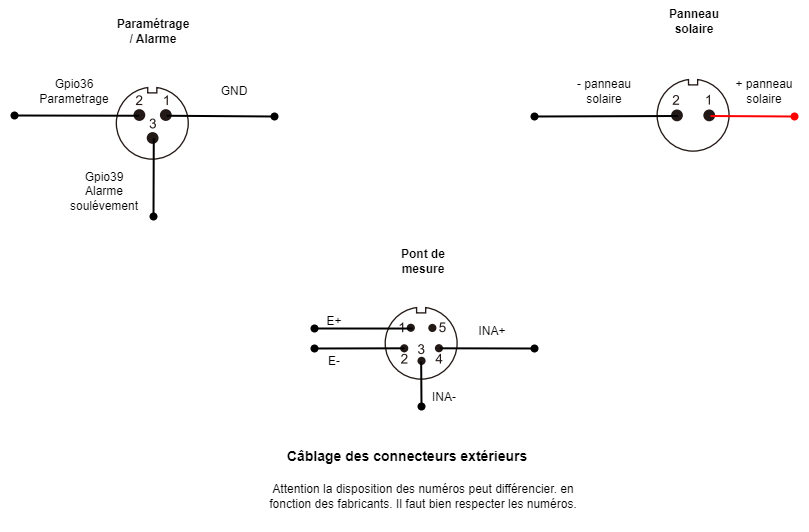 Paramètrage
/ Alarme
Gpio36
Parametrage
GND
2
1
3
Gpio39
Alarme
soulévement
Panneau
solaire
- panneau
solaire
+ panneau
solaire
2
1
Pont de
mesure
E+
E-
1
5
2
3
4
INA+
INA-
Câblage des connecteurs extérieurs
Attention la disposition des numéros peut différencier. en
fonction des fabricants. Il faut bien respecter les numéros.